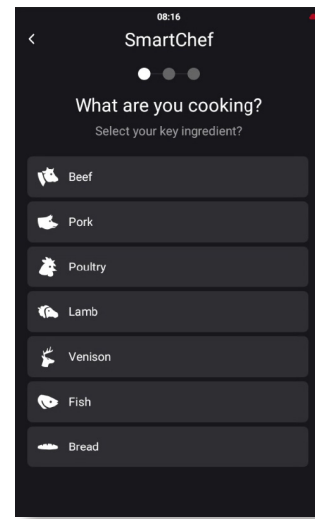 08:16
SmartChef
What are you cooking?
Select your key ingredient?
Beef
Pork
Poultry
Lamb
Venison
Fish
Bread